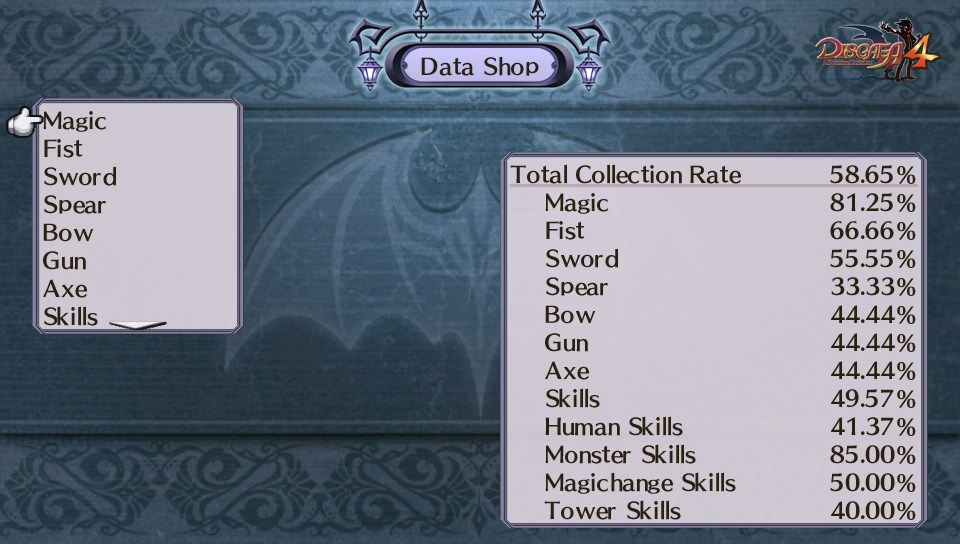 Data Shop
DISGAEA 4
Magic
Fist
Sword
Spear
Bow
Gun
Axe
Skills
Total Collection Rate 58.65%
Magic 81.25%
Fist 66.66%
Sword 55.55%
Spear 33.33%
Bow 44.44%
Gun 44.44%
Axe 44.44%
Skills 49.57%
Human Skills 41.37%
Monster Skills 85.00%
Magichange Skills 50.00%
Tower Skills 40.00%